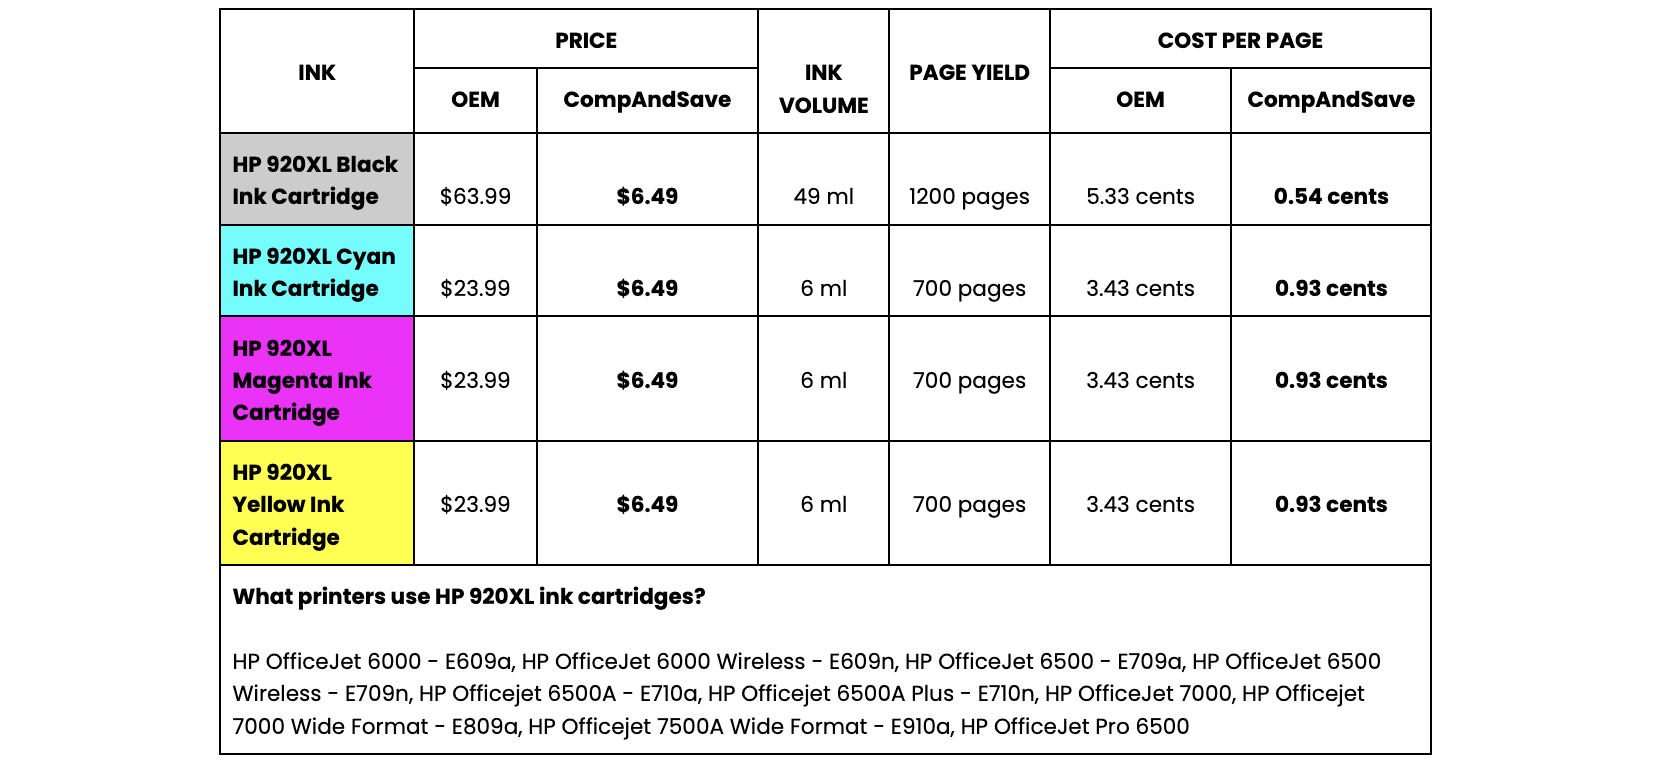 INK
PRICE
INK
VOLUME
PAGE YIELD
COST PER PAGE
OEM
CompAndSave
OEM
CompAndSave
HP 920XL Black
Ink Cartridge
$63.99
$6.49
49 ml
1200 pages
5.33 cents
0.54 cents
HP 920XL Cyan
Ink Cartridge
$23.99
$6.49
6 ml
700 pages
3.43 cents
0.93 cents
HP 920XL
Magenta Ink
Cartridge
$23.99
$6.49
6 ml
700 pages
3.43 cents
0.93 cents
HP 920XL
Yellow Ink
Cartridge
$23.99
$6.49
6 ml
700 pages
3.43 cents
0.93 cents
What printers use HP 920XL ink cartridges?
HP OfficeJet 6000 - E609a, HP OfficeJet 6000 Wireless - E609n, HP OfficeJet 6500 - E709a, HP OfficeJet 6500
Wireless - E709n, HP Officejet 6500A - E710a, HP Officejet 6500A Plus - E710n, HP OfficeJet 7000, HP Officejet
7000 Wide Format - E809a, HP Officejet 7500A Wide Format - E910a, HP OfficeJet Pro 6500